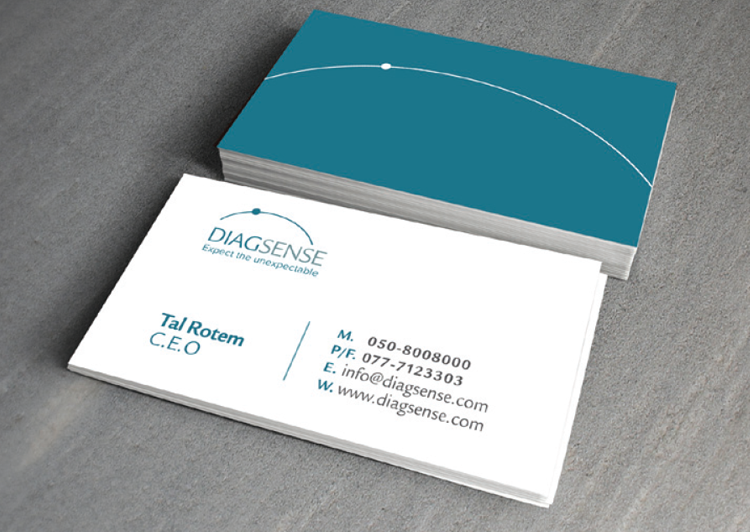 DIAGSENSE
Expect the unexpectable
Tal Rotem
C.E.O
M. 050-8008000
P/F. 077-7123303
E. info@diagsense.com
W. www.diagsense.com